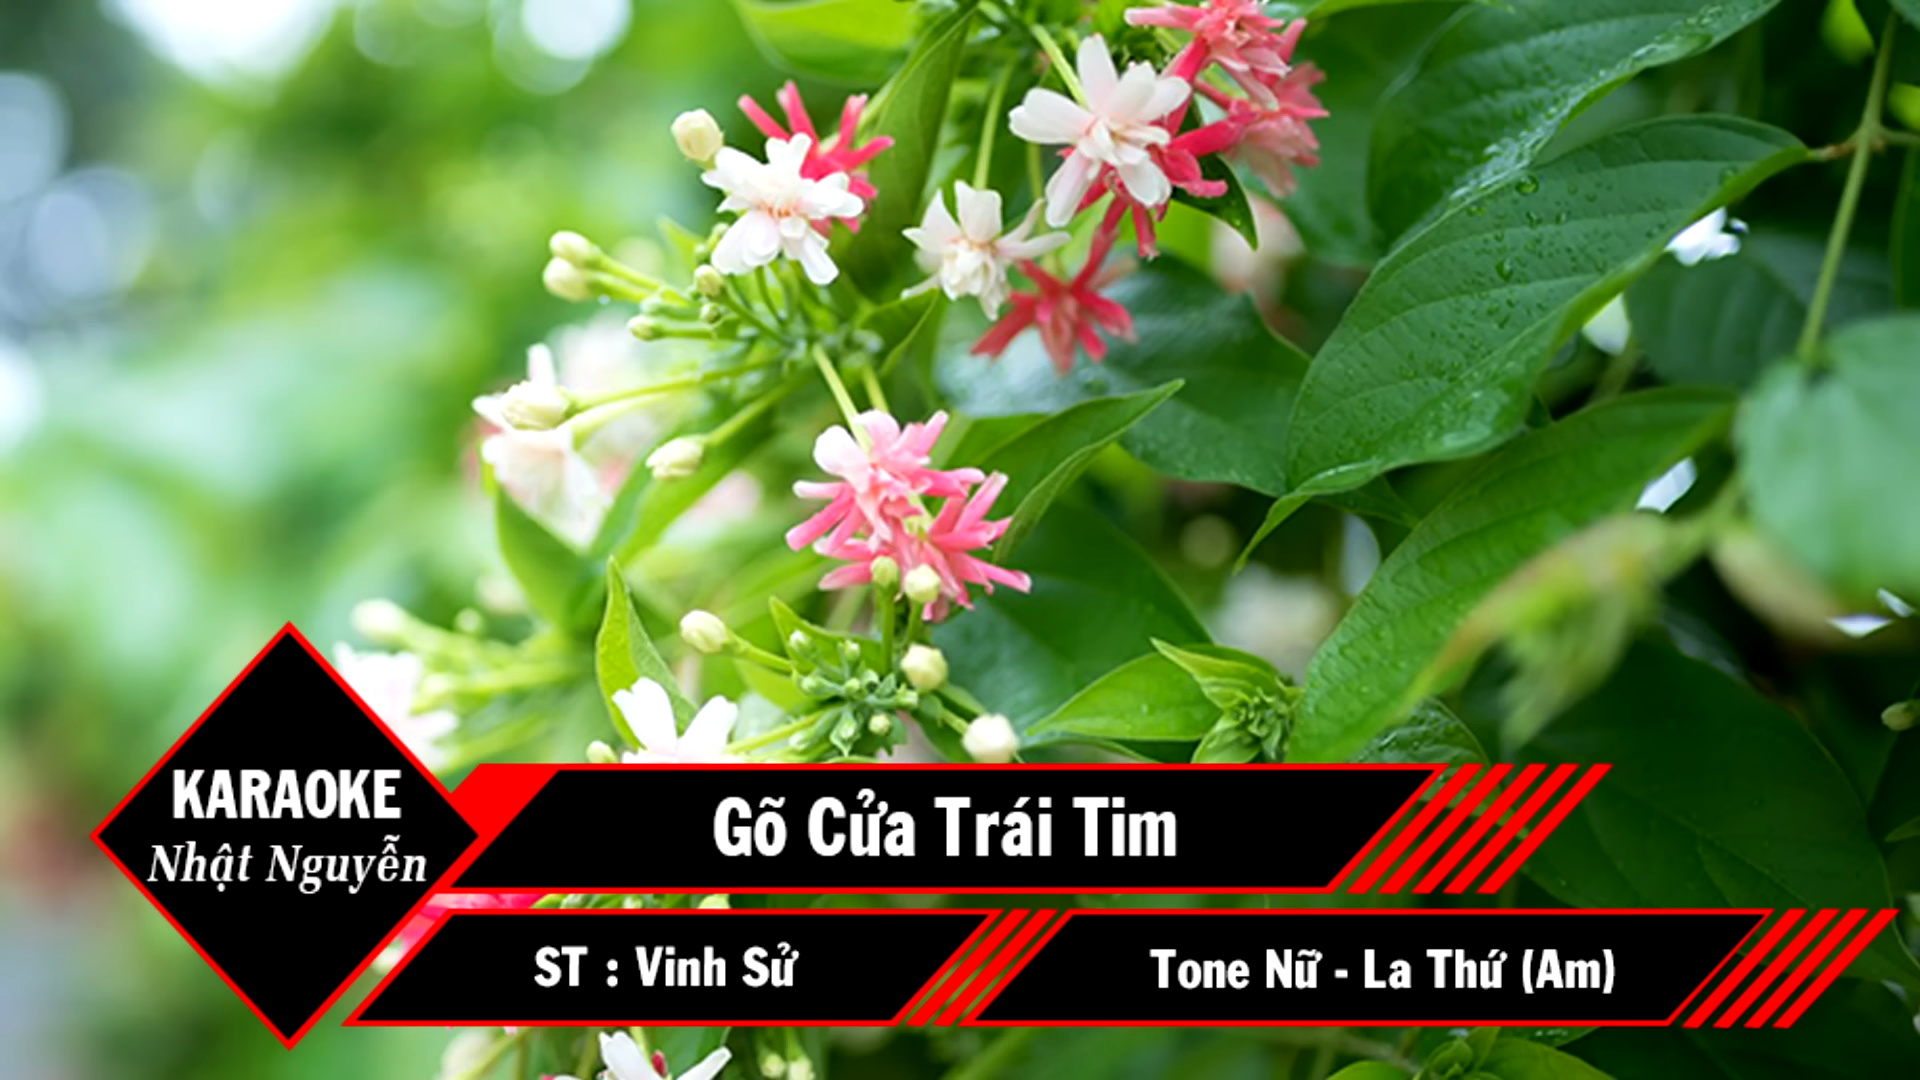 KARAOKE
Nhật Nguyễn
Gõ Cửa Trái Tim
ST : Vinh Sử
Tone Nữ - La Thứ (Am)